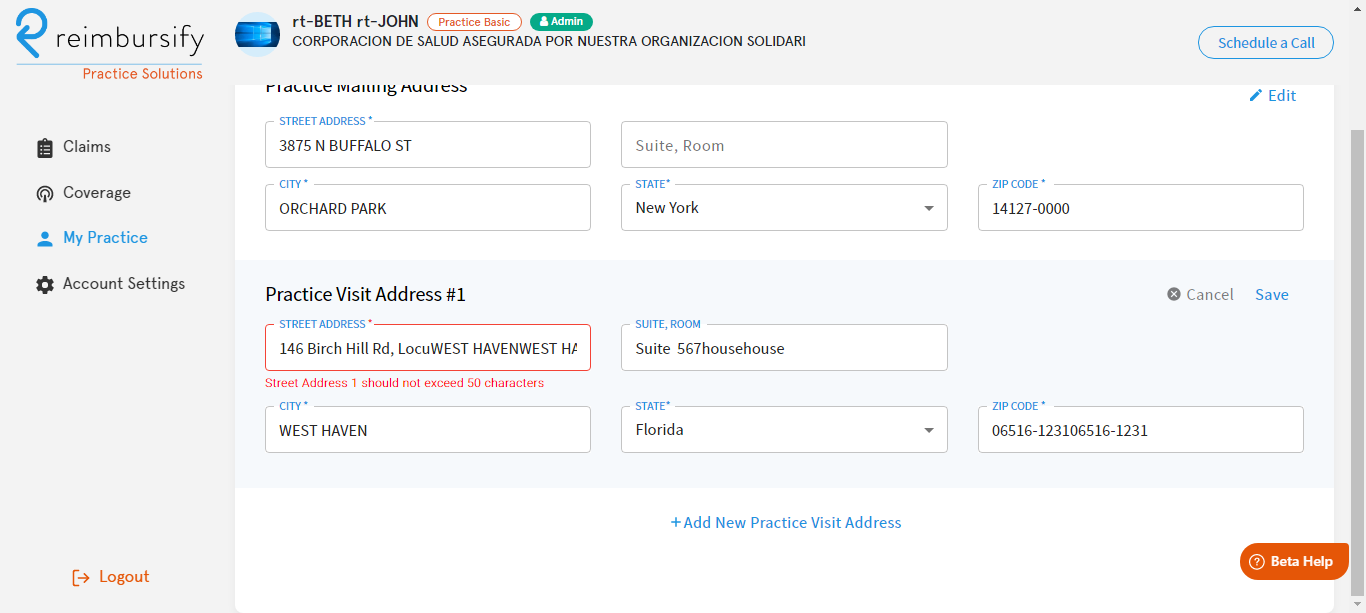 reimbursify
Practice Solutions
rt-BETH rt-JOHN Practice Basic Admin
CORPORACION DE SALUD ASEGURADA POR NUESTRA ORGANIZACION SOLIDARI
Schedule a Call
Claims
Coverage
My Practice
Account Settings
Logout
Practice Mailing Address
Edit
STREET ADDRESS *
3875 N BUFFALO ST
Suite, Room
CITY *
ORCHARD PARK
STATE*
New York
ZIP CODE *
14127-0000
Practice Visit Address #1
Cancel Save
STREET ADDRESS *
146 Birch Hill Rd, LocuWEST HAVENWEST HA
Street Address 1 should not exceed 50 characters
SUITE, ROOM
Suite 567househouse
CITY *
WEST HAVEN
STATE*
Florida
ZIP CODE *
06516-123106516-1231
+Add New Practice Visit Address
? Beta Help